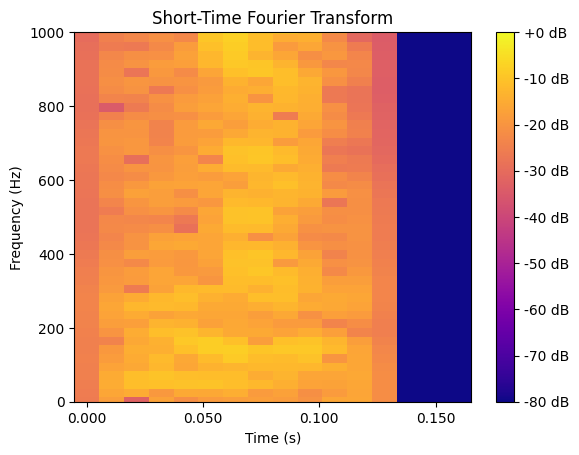 Short-Time Fourier Transform
1000
800
600
400
200
0
Frequency (Hz)
0.000
0.050
0.100
0.150
Time (s)
+0 dB
-10 dB
-20 dB
-30 dB
-40 dB
-50 dB
-60 dB
-70 dB
-80 dB